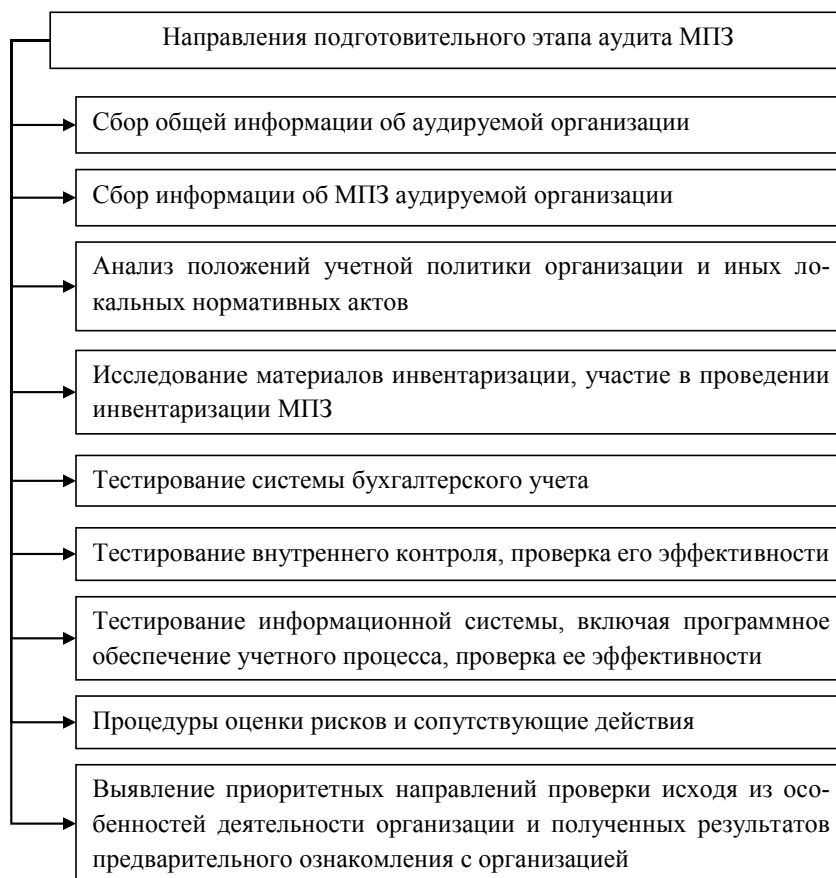 Направления подготовительного этапа аудита МПЗ
Сбор общей информации об аудируемой организации
Сбор информации об МПЗ аудируемой организации
Анализ положений учетной политики организации и иных ло-
кальных нормативных актов
Исследование материалов инвентаризации, участие в проведении
инвентаризации МПЗ
Тестирование системы бухгалтерского учета
Тестирование внутреннего контроля, проверка его эффективности
Тестирование информационной системы, включая программное
обеспечение учетного процесса, проверка ее эффективности
Процедуры оценки рисков и сопутствующие действия
Выявление приоритетных направлений проверки исходя из осо-
бенностей деятельности организации и полученных результатов
предварительного ознакомления с организацией